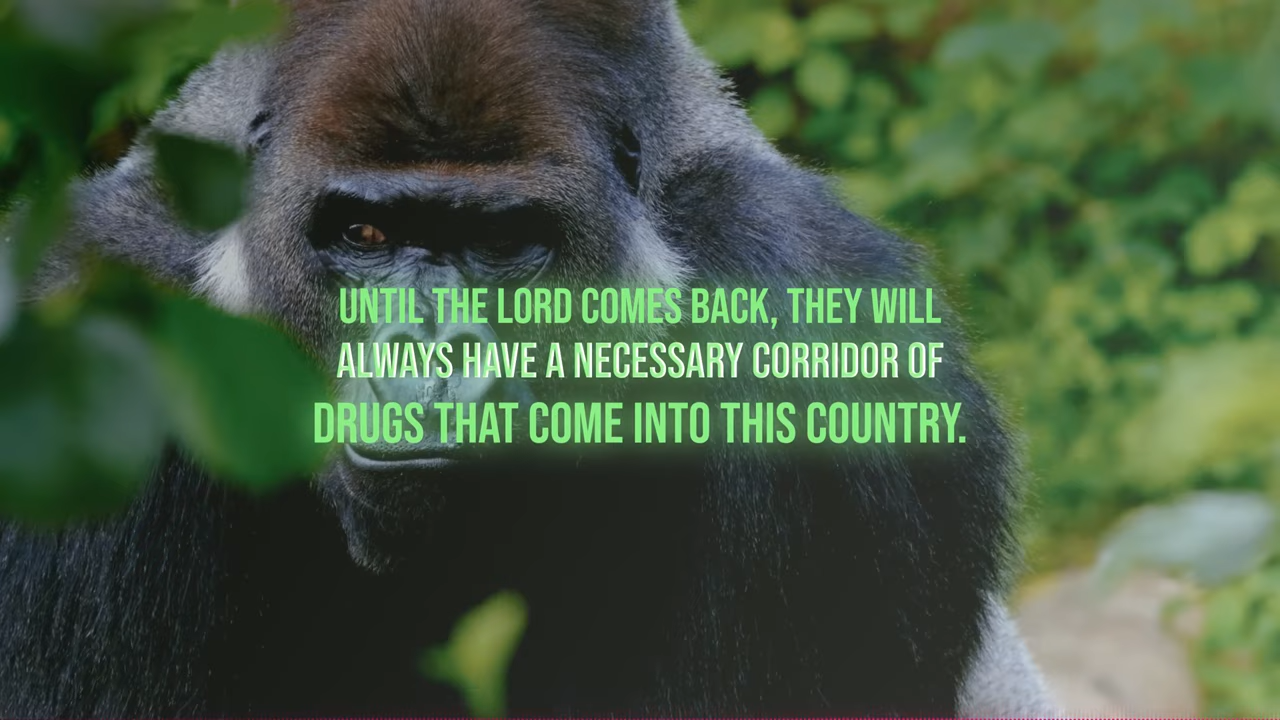 UNTIL THE LORD COMES BACK, THEY WILL
ALWAYS HAVE A NECESSARY CORRIDOR OF
DRUGS THAT COME INTO THIS COUNTRY.